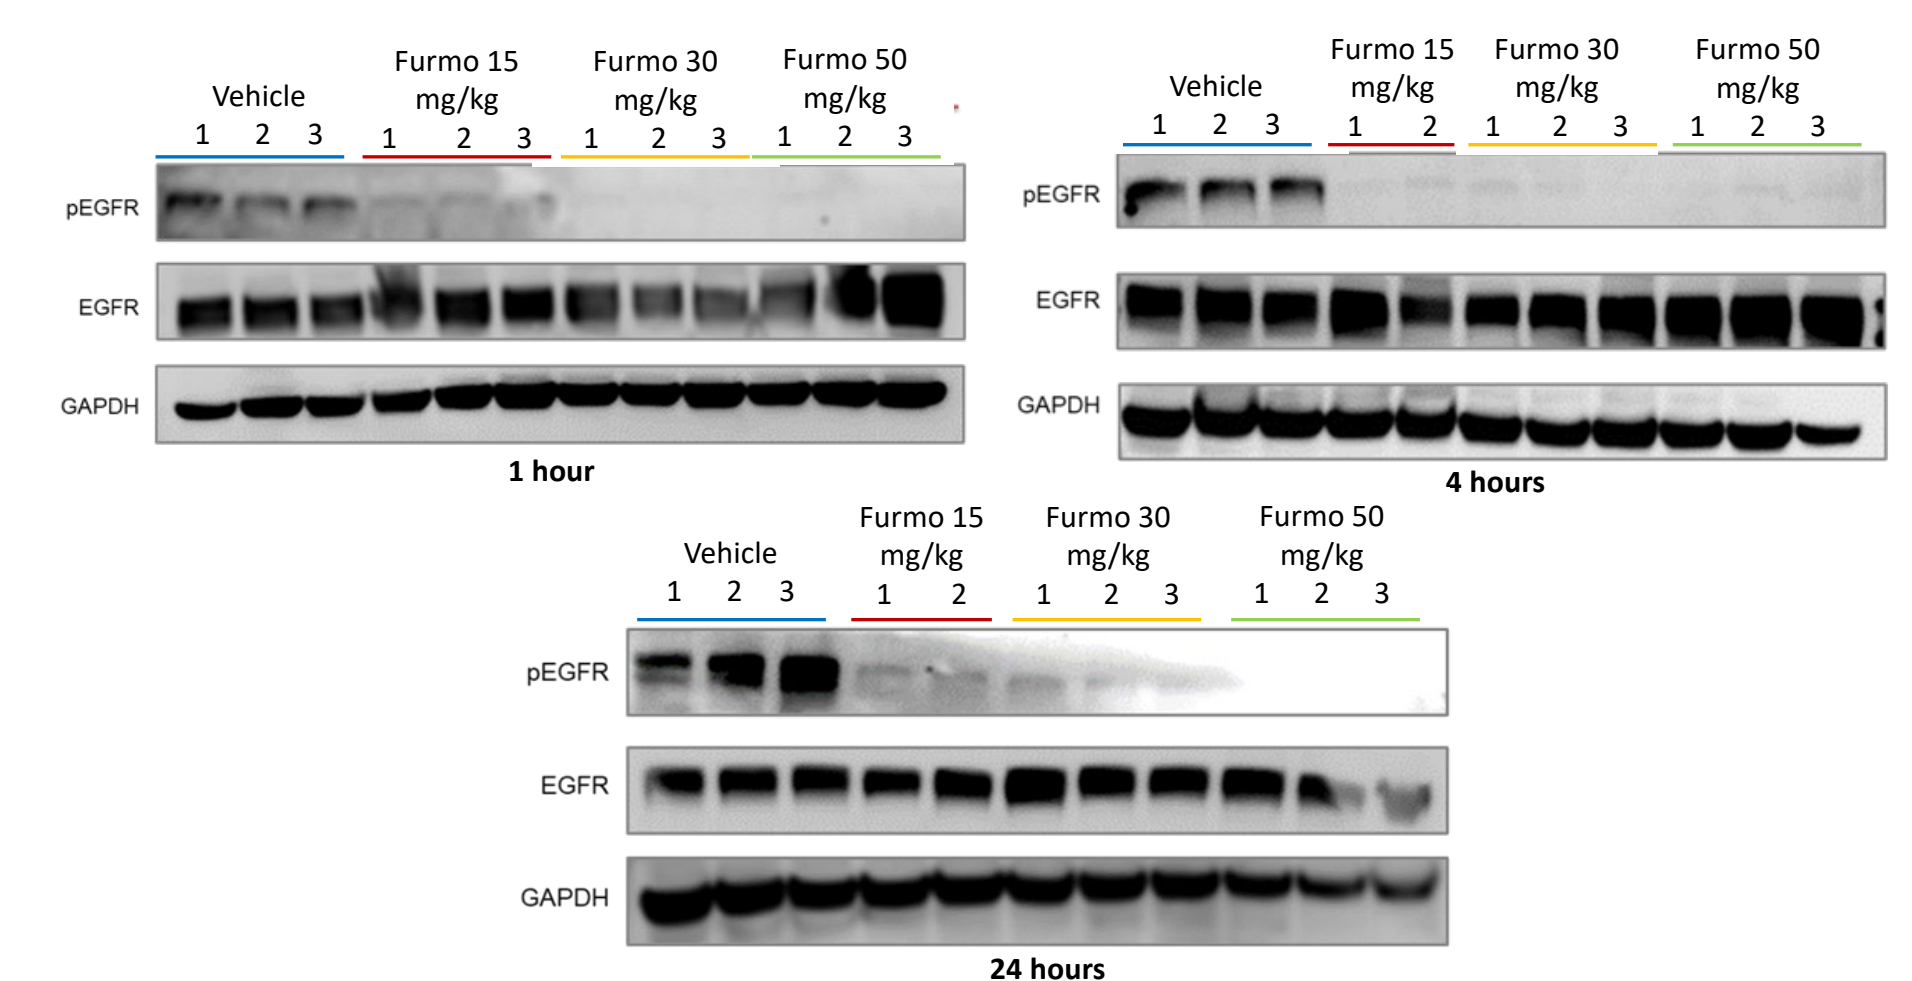 Vehicle
Furmo 15
mg/kg
Furmo 30
mg/kg
Furmo 50
mg/kg
1 2 3 1 2 3 1 2 3 1 2 3
pEGFR
EGFR
GAPDH
1 hour
Vehicle
Furmo 15
mg/kg
Furmo 30
mg/kg
Furmo 50
mg/kg
1 2 3 1 2 1 2 3 1 2 3
pEGFR
EGFR
GAPDH
4 hours
Vehicle
Furmo 15
mg/kg
Furmo 30
mg/kg
Furmo 50
mg/kg
1 2 3 1 2 1 2 3 1 2 3
pEGFR
EGFR
GAPDH
24 hours